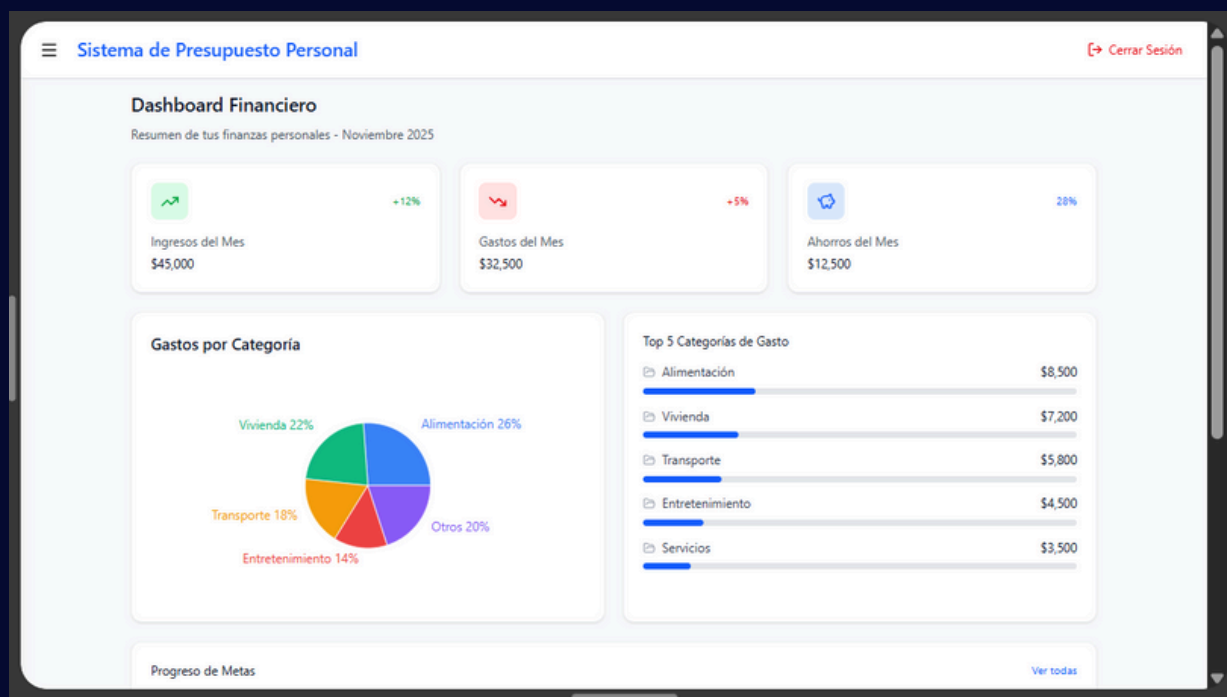 Sistema de Presupuesto Personal
Cerrar Sesión
Dashboard Financiero
Resumen de tus finanzas personales - Noviembre 2025
+12%
Ingresos del Mes
$45,000
+5%
Gastos del Mes
$32,500
28%
Ahorros del Mes
$12,500
Gastos por Categoría
Vivienda 22%
Alimentación 26%
Transporte 18%
Otros 20%
Entretenimiento 14%
Top 5 Categorías de Gasto
Alimentación $8,500
Vivienda $7,200
Transporte $5,800
Entretenimiento $4,500
Servicios $3,500
Progreso de Metas
Ver todas